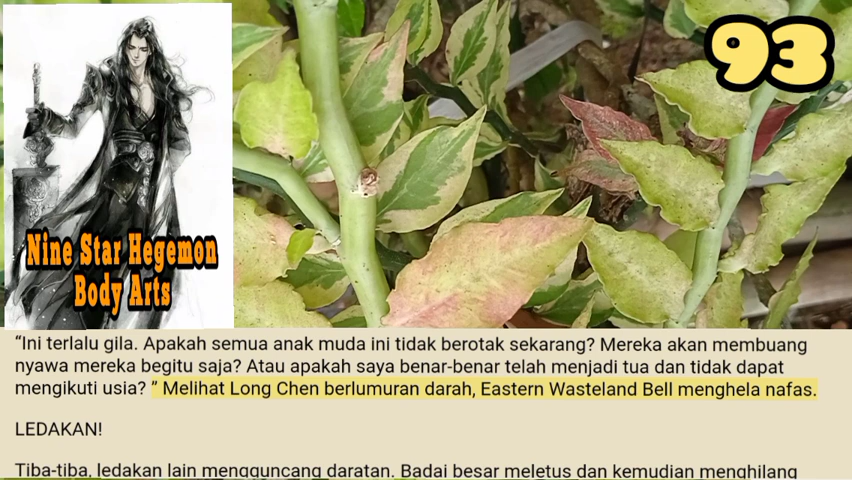 93
Nine Star Hegemon
Body Arts
“Ini terlalu gila. Apakah semua anak muda ini tidak berotak sekarang? Mereka akan membuang
nyawa mereka begitu saja? Atau apakah saya benar-benar telah menjadi tua dan tidak dapat
mengikuti usia? ” Melihat Long Chen berlumuran darah, Eastern Wasteland Bell menghela nafas.
LEDAKAN!
Tiba-tiba, ledakan lain mengguncang daratan. Badai besar meletus dan kemudian menghilang